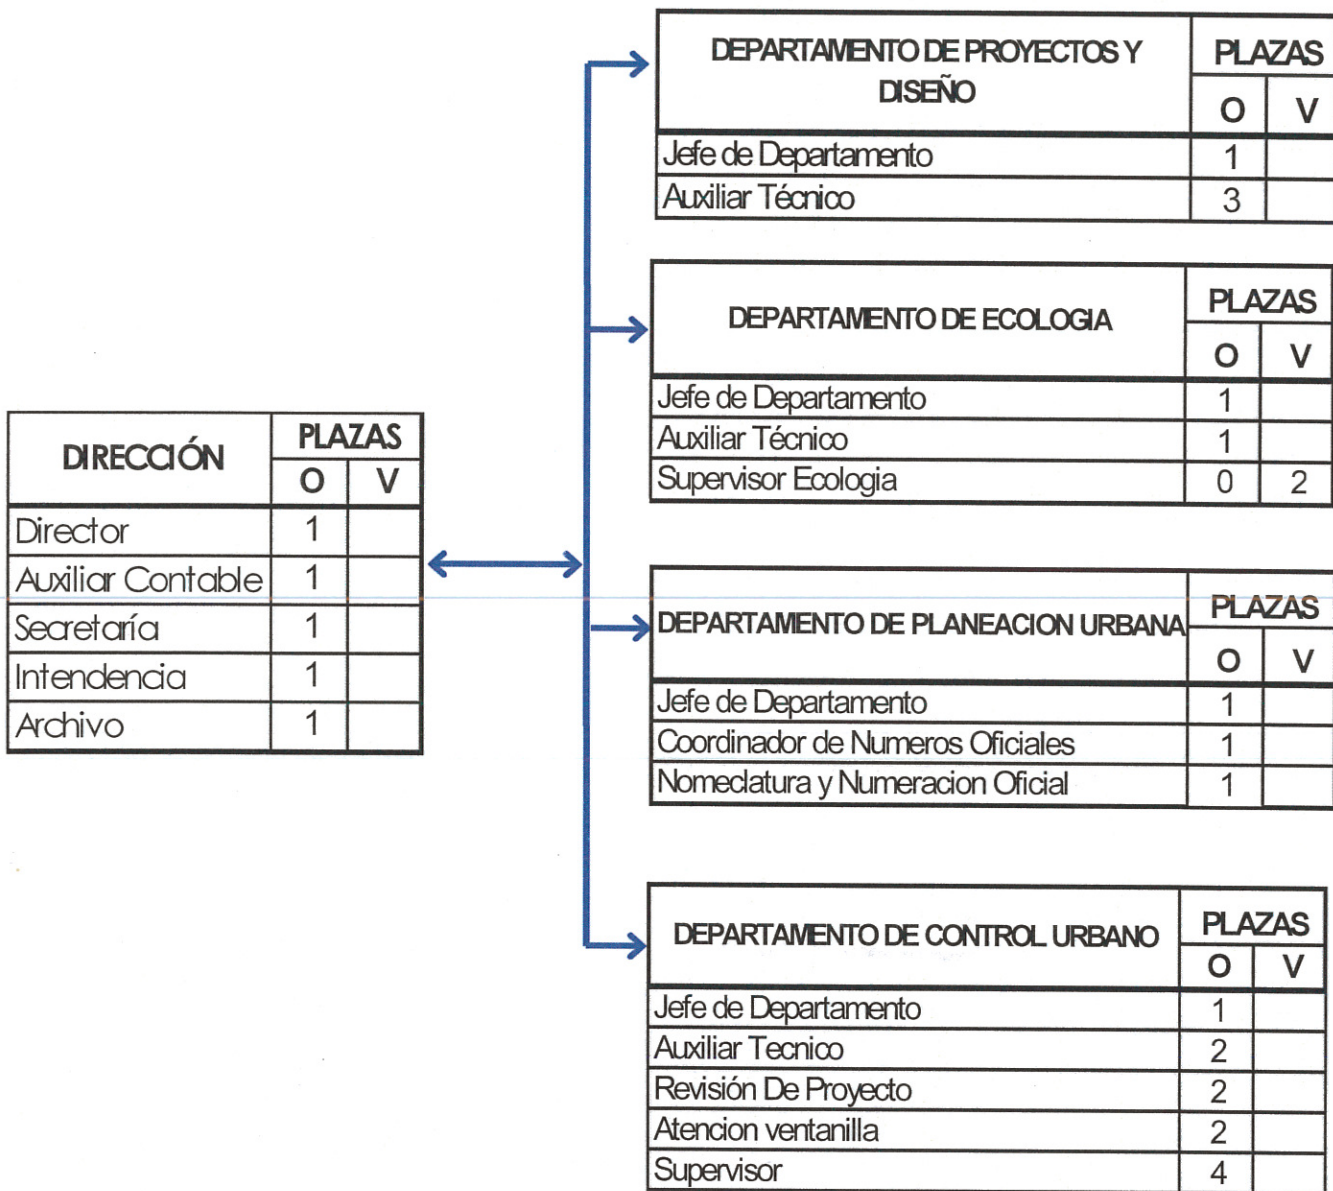 DIRECCIÓN PLAZAS
O V
Director 1
Auxiliar Contable 1
Secretaría 1
Intendencia 1
Archivo 1
DEPARTAMENTO DE PROYECTOS Y PLAZAS
DISEÑO O V
Jefe de Departamento 1
Auxiliar Técnico 3
DEPARTAMENTO DE ECOLOGIA PLAZAS
O V
Jefe de Departamento 1
Auxiliar Técnico 1
Supervisor Ecologia 0 2
DEPARTAMENTO DE PLANEACION URBANA PLAZAS
O V
Jefe de Departamento 1
Coordinador de Numeros Oficiales 1
Nomeclatura y Numeracion Oficial 1
DEPARTAMENTO DE CONTROL URBANO PLAZAS
O V
Jefe de Departamento 1
Auxiliar Tecnico 2
Revisión De Proyecto 2
Atencion ventanilla 2
Supervisor 4